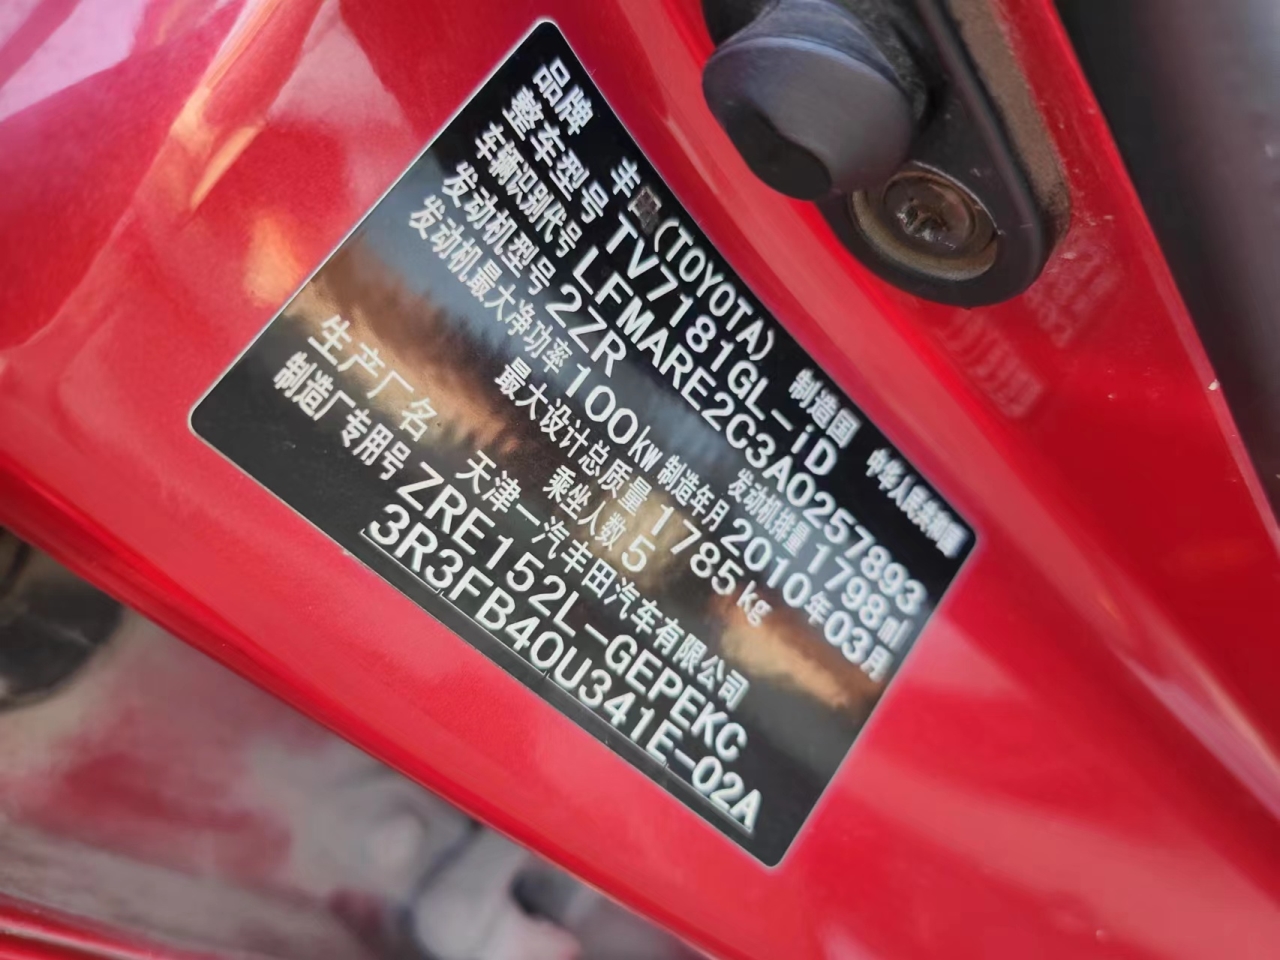 品牌 丰田(TOYOTA) 制造国 中华人民共和国
整车型号 TV7181GL-iD
车辆识别代号 LFMARE2C3A0257893
发动机型号 2ZR 发动机排量 1798ml
发动机最大净功率 100kW 制造年月 2010年03月
最大设计总质量 1785kg
乘坐人数 5
生产厂名 天津一汽丰田汽车有限公司
制造厂专用号 ZRE152L-GEPEKC
3R3FB40U341E-02A